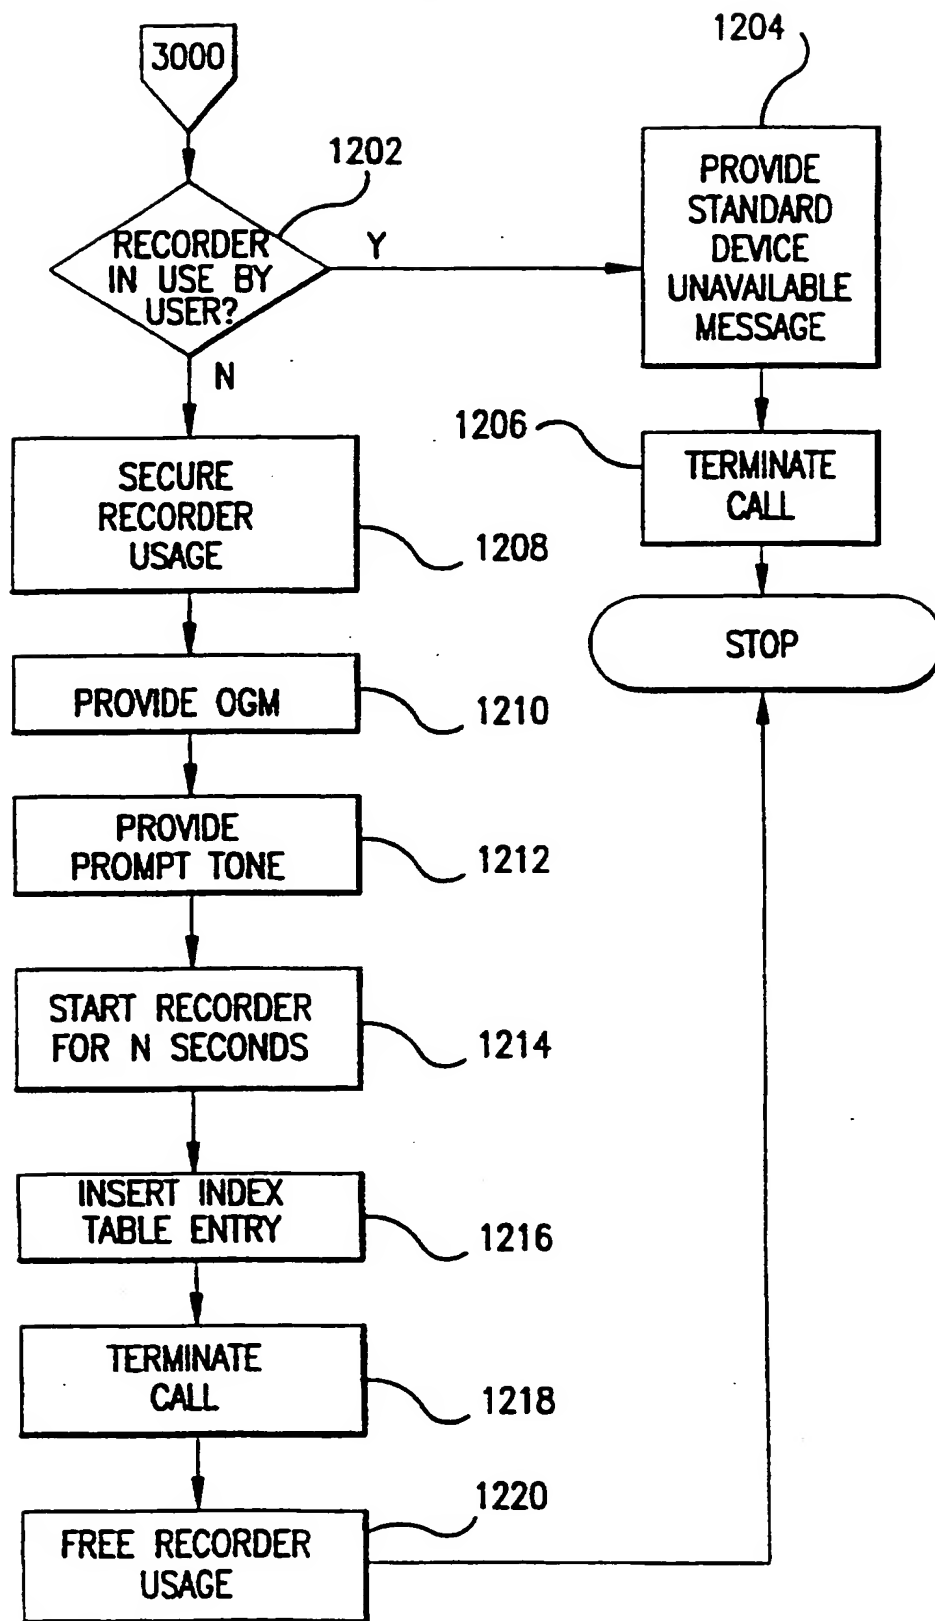 3000
1204
1202
RECORDER
IN USE BY
USER?
Y
N
PROVIDE
STANDARD
DEVICE
UNAVAILABLE
MESSAGE
1206
TERMINATE
CALL
STOP
SECURE
RECORDER
USAGE
1208
PROVIDE OGM
1210
PROVIDE
PROMPT TONE
1212
START RECORDER
FOR N SECONDS
1214
INSERT INDEX
TABLE ENTRY
1216
TERMINATE
CALL
1218
1220
FREE RECORDER
USAGE